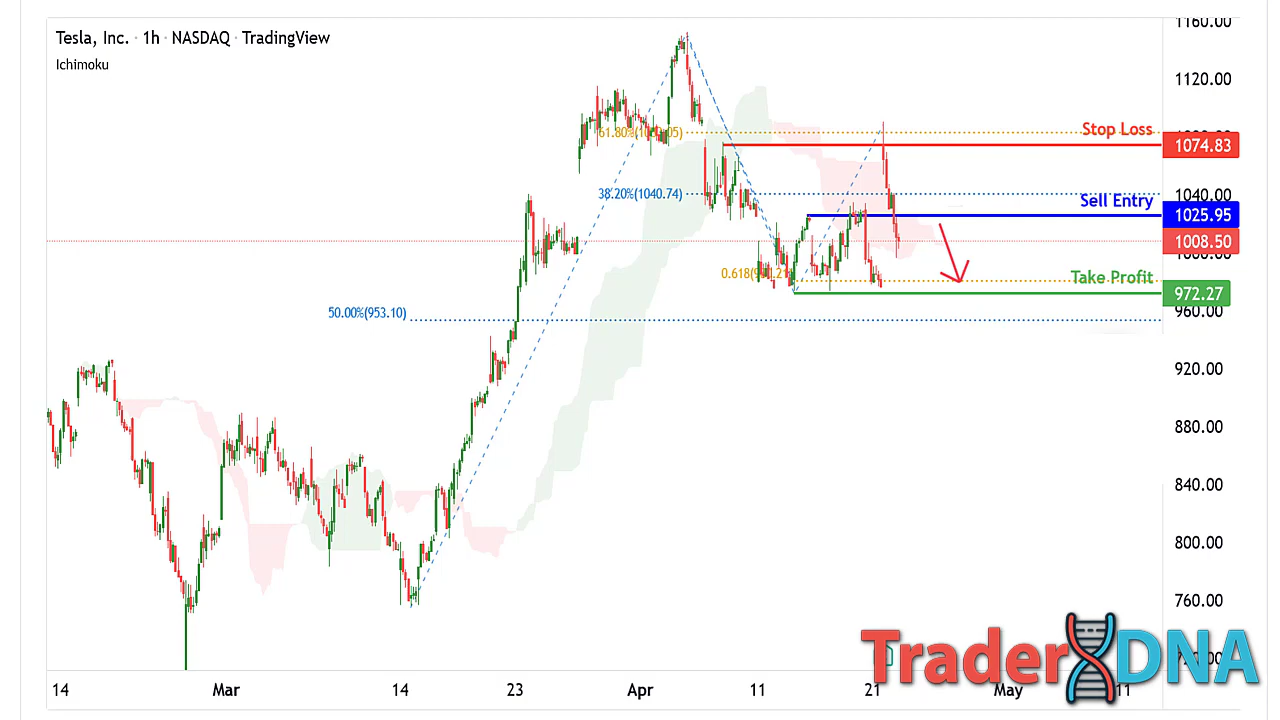 1160.00
Tesla, Inc. · 1h · NASDAQ · TradingView
Ichimoku
1120.00
Stop Loss
1074.83
38.20%(1040.74)
1040.00
Sell Entry
1025.95
1008.50
Take Profit
972.27
960.00
50.00%(953.10)
920.00
880.00
840.00
800.00
760.00
TraderDNA
14
Mar
14
23
Apr
11
21
May
11